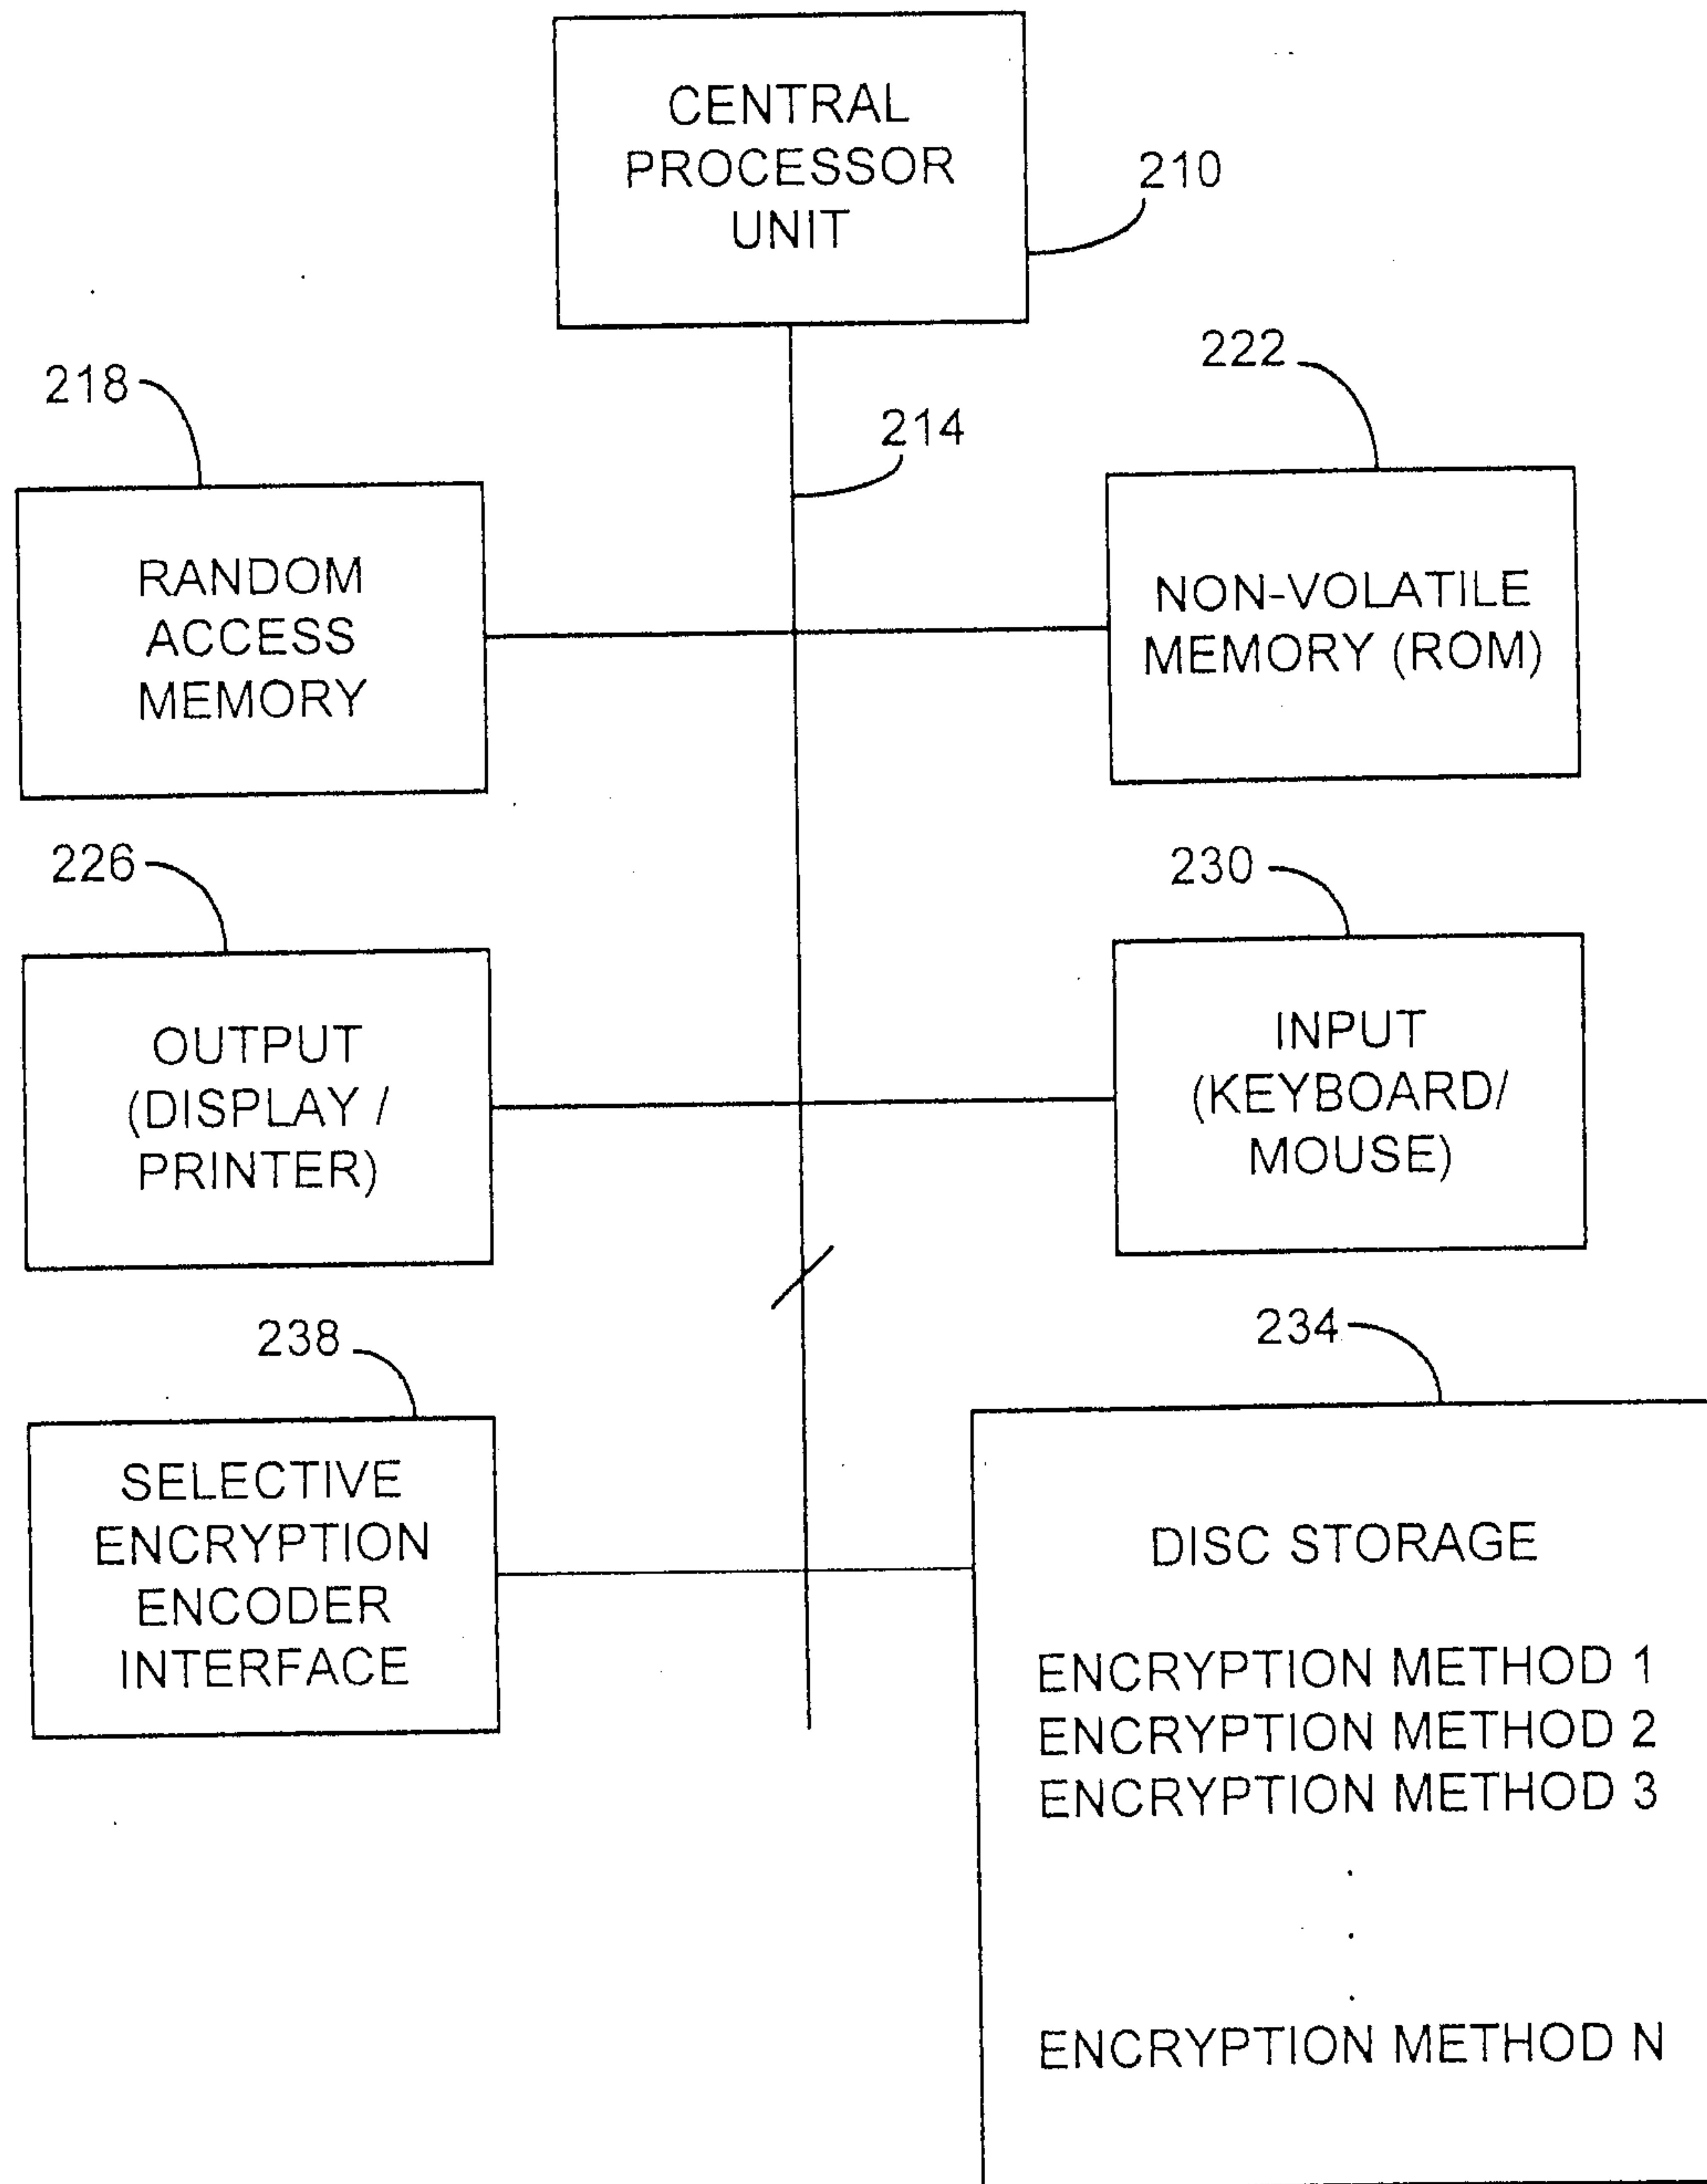 CENTRAL
PROCESSOR
UNIT
210
218
214
222
RANDOM
ACCESS
MEMORY
NON-VOLATILE
MEMORY (ROM)
226
230
OUTPUT
(DISPLAY /
PRINTER)
INPUT
(KEYBOARD/
MOUSE)
238
234
SELECTIVE
ENCRYPTION
ENCODER
INTERFACE
DISC STORAGE
ENCRYPTION METHOD 1
ENCRYPTION METHOD 2
ENCRYPTION METHOD 3
.
.
.
ENCRYPTION METHOD N